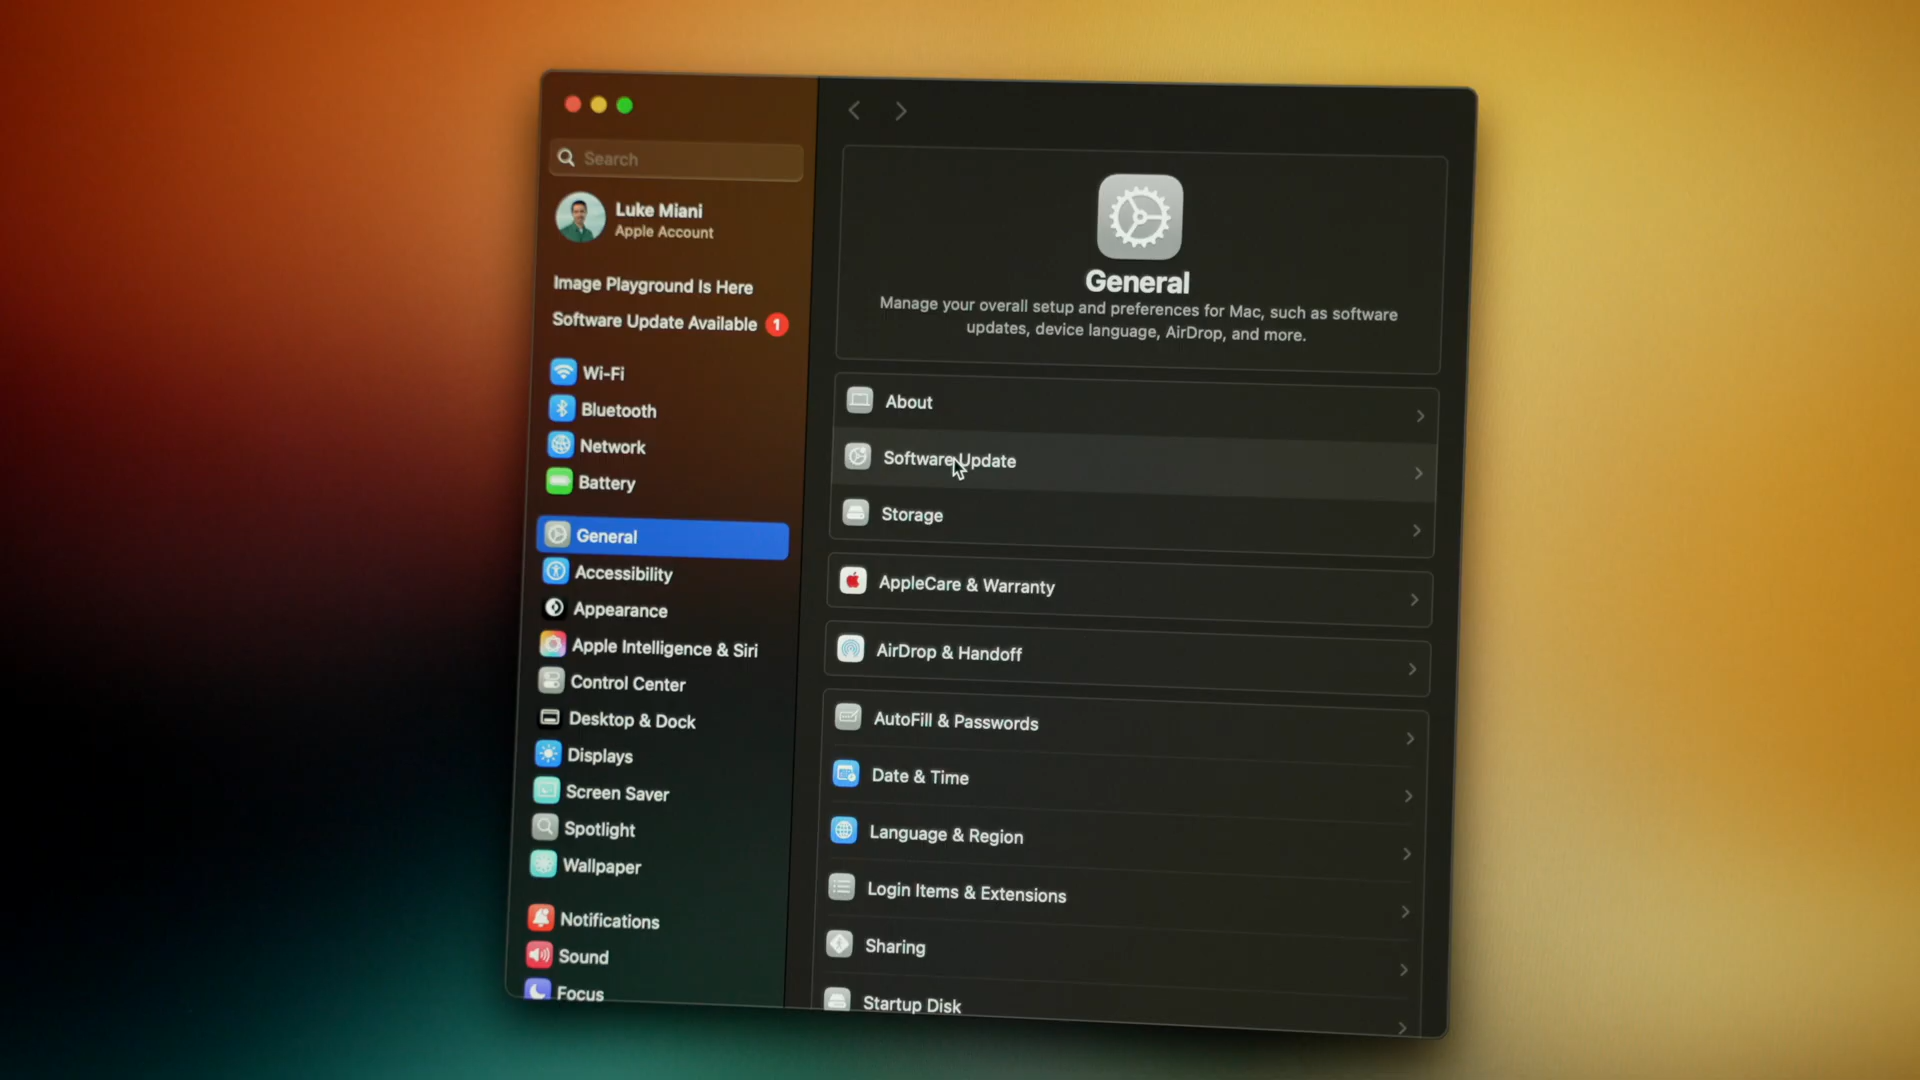 Search
Luke Miani
Apple Account
Image Playground Is Here
Software Update Available 1
Wi-Fi
Bluetooth
Network
Battery
General
Accessibility
Appearance
Apple Intelligence & Siri
Control Center
Desktop & Dock
Displays
Screen Saver
Spotlight
Wallpaper
Notifications
Sound
Focus
General
Manage your overall setup and preferences for Mac, such as software
updates, device language, AirDrop, and more.
About
Software Update
Storage
AppleCare & Warranty
AirDrop & Handoff
AutoFill & Passwords
Date & Time
Language & Region
Login Items & Extensions
Sharing
Startup Disk